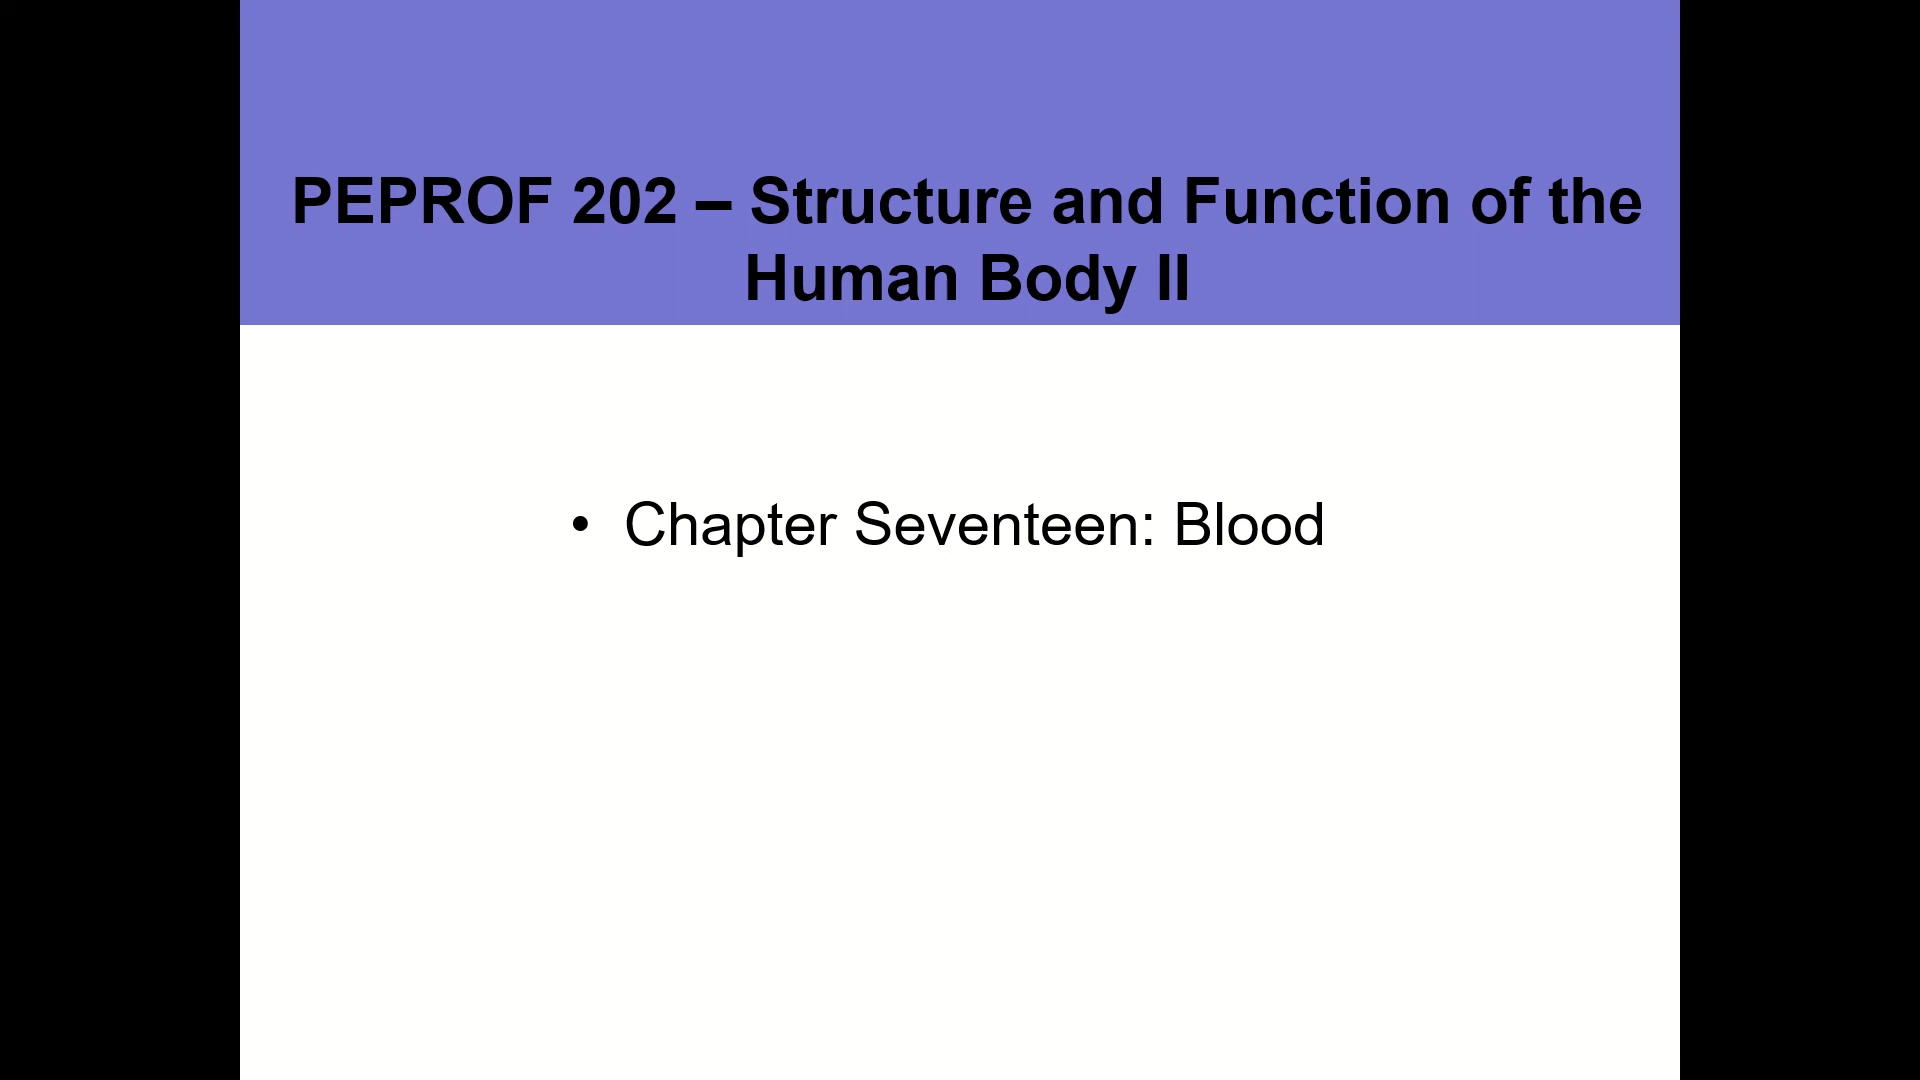 PEPROF 202 – Structure and Function of the
Human Body II
• Chapter Seventeen: Blood